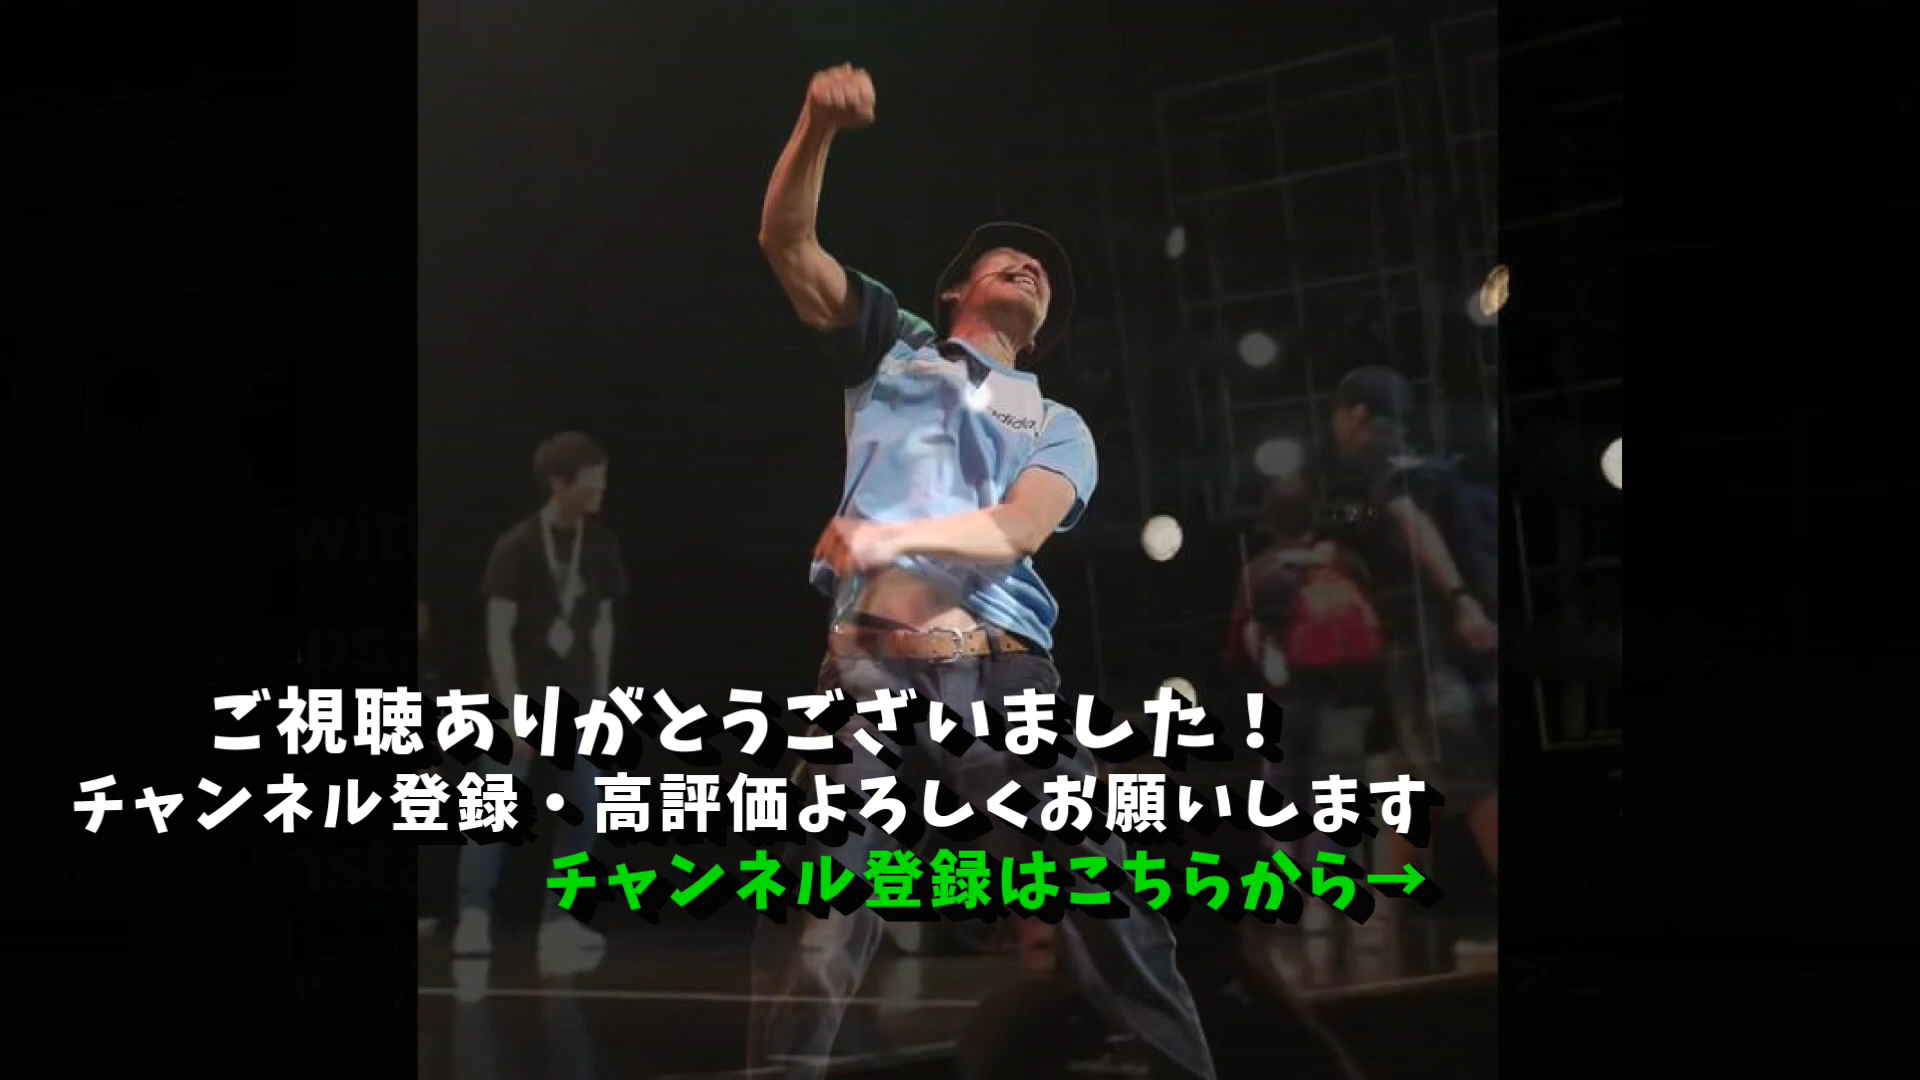 ご視聴ありがとうございました！
チャンネル登録・高評価よろしくお願いします
チャンネル登録はこちらから→